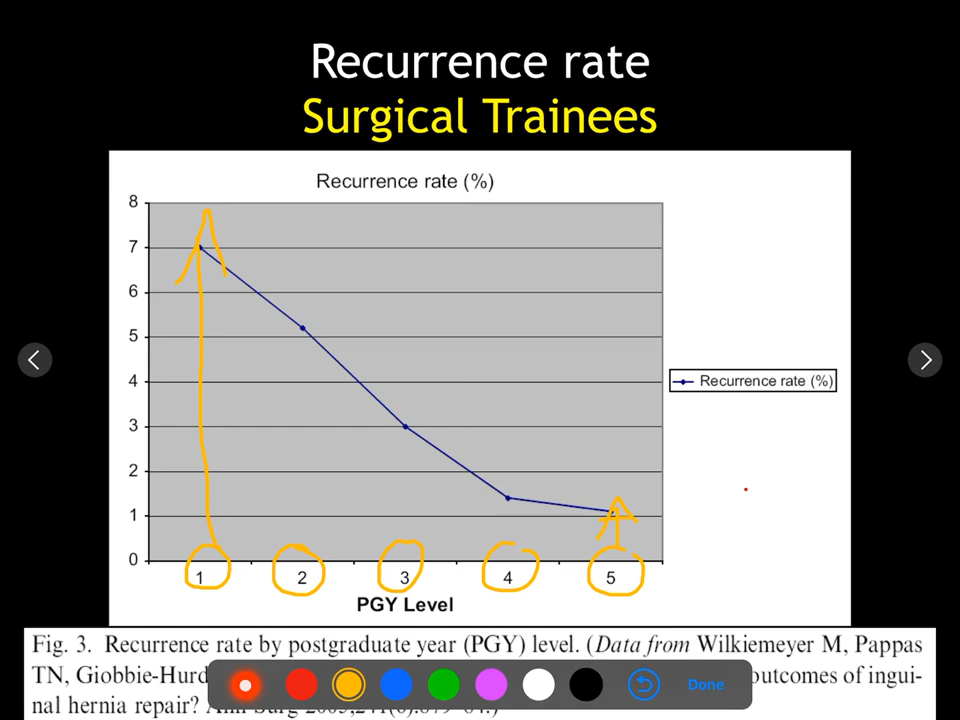 Recurrence rate
Surgical Trainees
Recurrence rate (%)
8
7
6
5
4
3
2
1
0
Recurrence rate (%)
1 2 3 4 5
PGY Level
Fig. 3. Recurrence rate by postgraduate year (PGY) level. (Data from Wilkiemeyer M, Pappas
TN, Giobbie-Hurd outcomes of ingui-
nal hernia repair?
Done